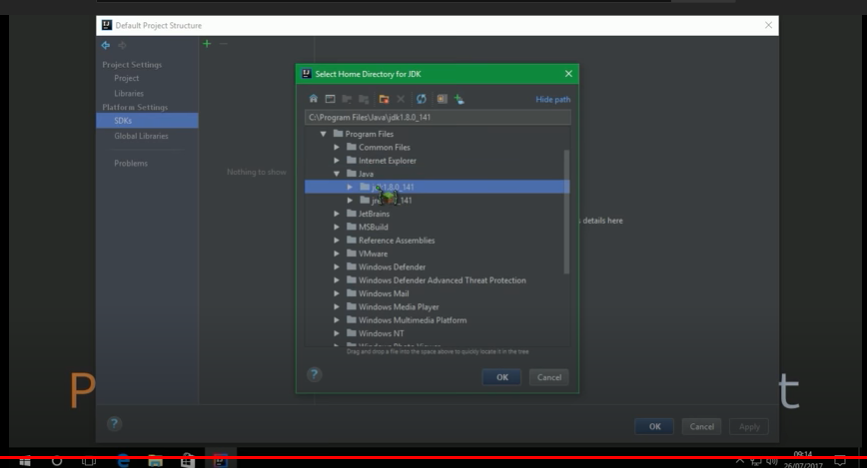 Default Project Structure
Project Settings
Project
Libraries
Platform Settings
SDKs
Global Libraries
Problems
Nothing to show
details here
Select Home Directory for JDK
Hide path
C:\Program Files\Java\jdk1.8.0_141
Program Files
Common Files
Internet Explorer
Java
jdk1.8.0_141
141
JetBrains
MSBuild
Reference Assemblies
VMware
Windows Defender
Windows Defender Advanced Threat Protection
Windows Mail
Windows Media Player
Windows Multimedia Platform
Windows NT
Drag and drop a file into the space above to quickly locate it in the tree
? OK Cancel
P t
? OK Cancel Apply
09:14
26/07/2017